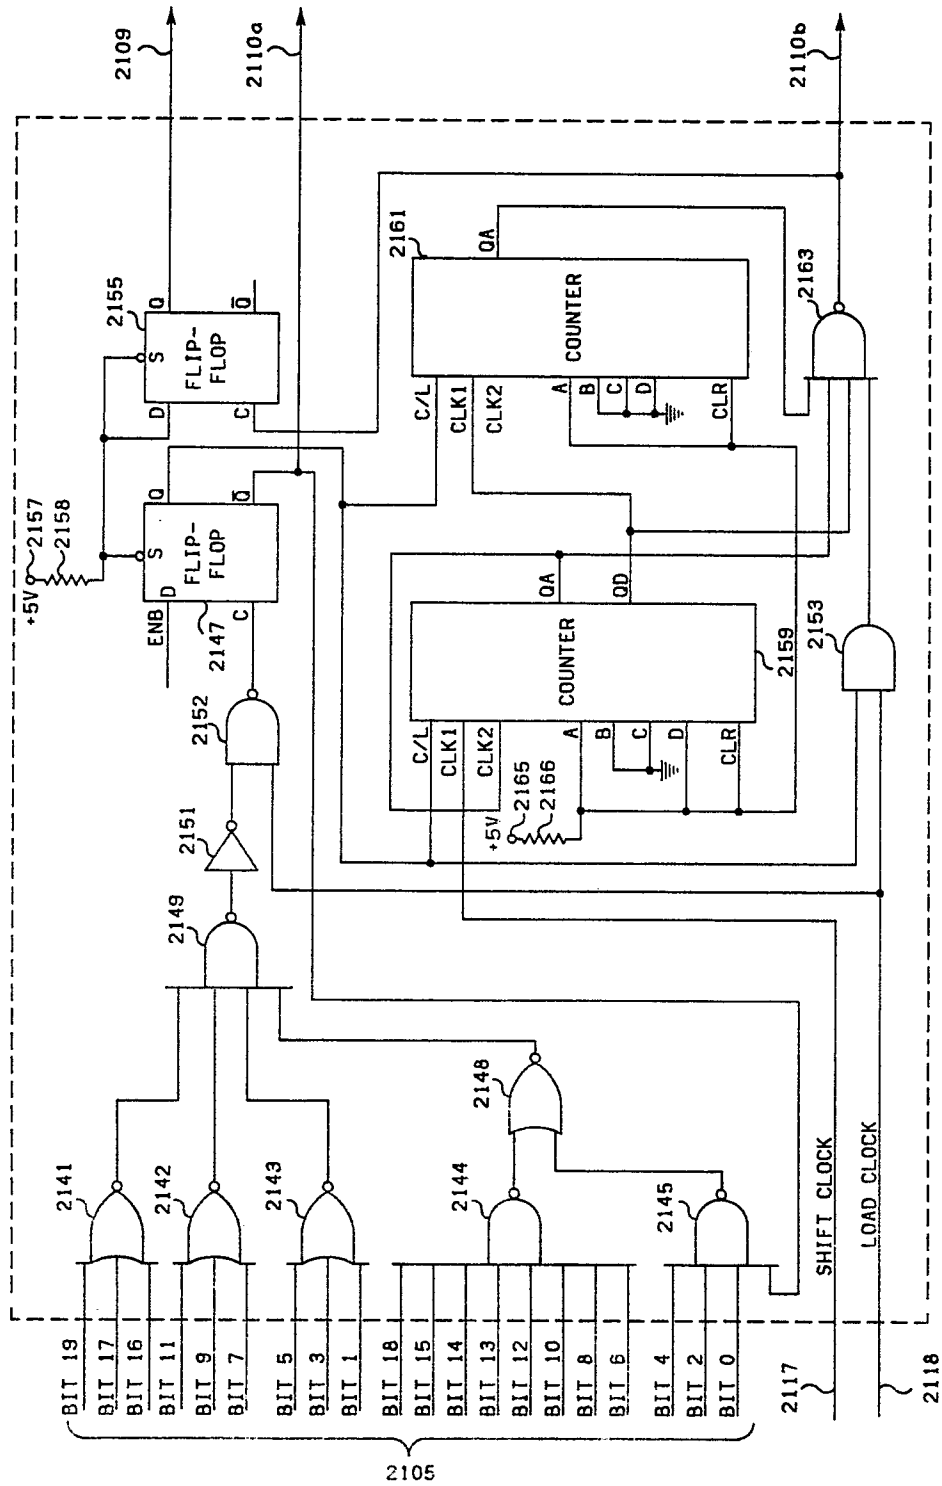 2109
2110a
2110b
2155
Q
Q
S
FLIP-
FLOP
D
C
2161
QA
COUNTER
C/L
CLK1
CLK2
A
B
C
D
CLR
2163
+5V
2157
2158
Q
Q
S
FLIP-
FLOP
D
ENB
2147
C
QA
QD
COUNTER
2159
C/L
CLK1
CLK2
A
B
C
D
CLR
2153
+5V
2165
2166
2152
2151
2149
2148
2141
2142
2143
2144
2145
SHIFT CLOCK
LOAD CLOCK
BIT 19
BIT 17
BIT 16
BIT 11
BIT 9
BIT 7
BIT 5
BIT 3
BIT 1
BIT 18
BIT 15
BIT 14
BIT 13
BIT 12
BIT 10
BIT 8
BIT 6
BIT 4
BIT 2
BIT 0
2117
2118
2105